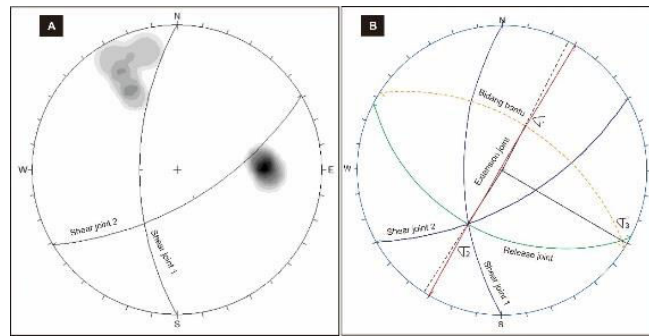 A
N
W
E
S
Shear joint 2
Shear joint 1
B
N
W
E
S
Bidang bantu
Extension joint
Shear joint 2
Shear joint 1
Release joint
σ2
σ3